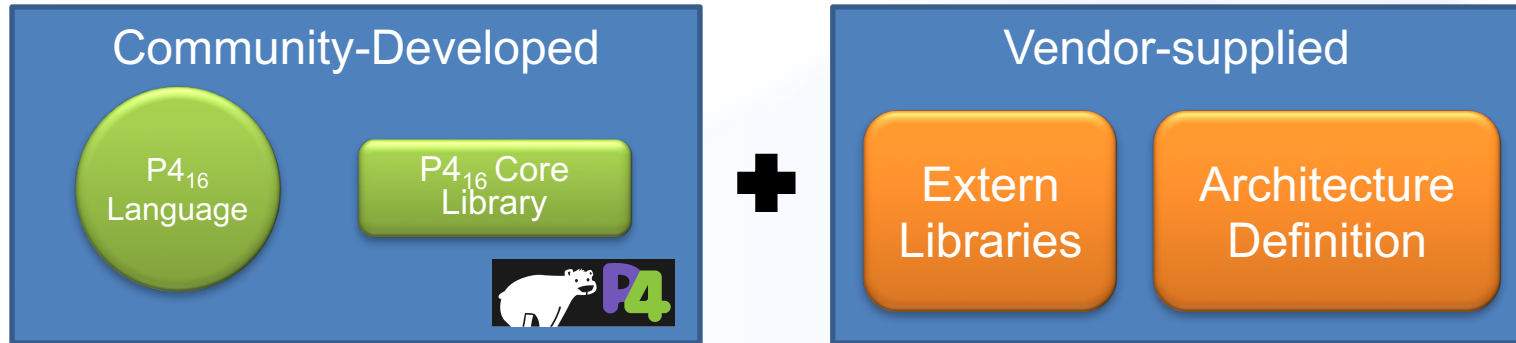 Community-Developed
P4₁₆
Language
P4₁₆ Core
Library
P4
Vendor-supplied
Extern
Libraries
Architecture
Definition